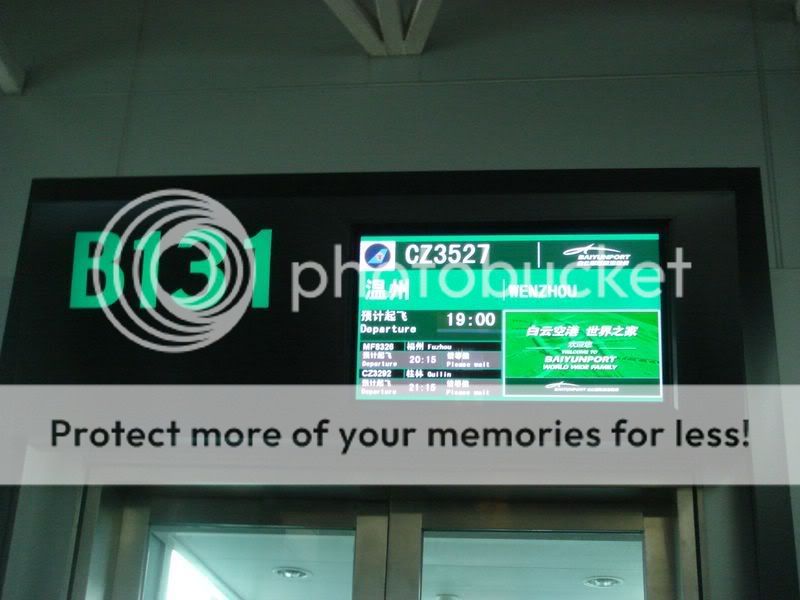 B131
CZ3527
BAIYUNPORT
温州 WENZHOU
预计起飞
Departure 19:00
MF8328 福州 Fuzhou
预计起飞
Departure 20:15 请等候
Please wait
CZ3292 桂林 Guilin
预计起飞
Departure 21:15 请等候
Please wait
白云空港 世界之家
欢迎您
WELCOME TO
BAIYUNPORT
WORLD WIDE FAMILY
BAIYUNPORT
photobucket
Protect more of your memories for less!